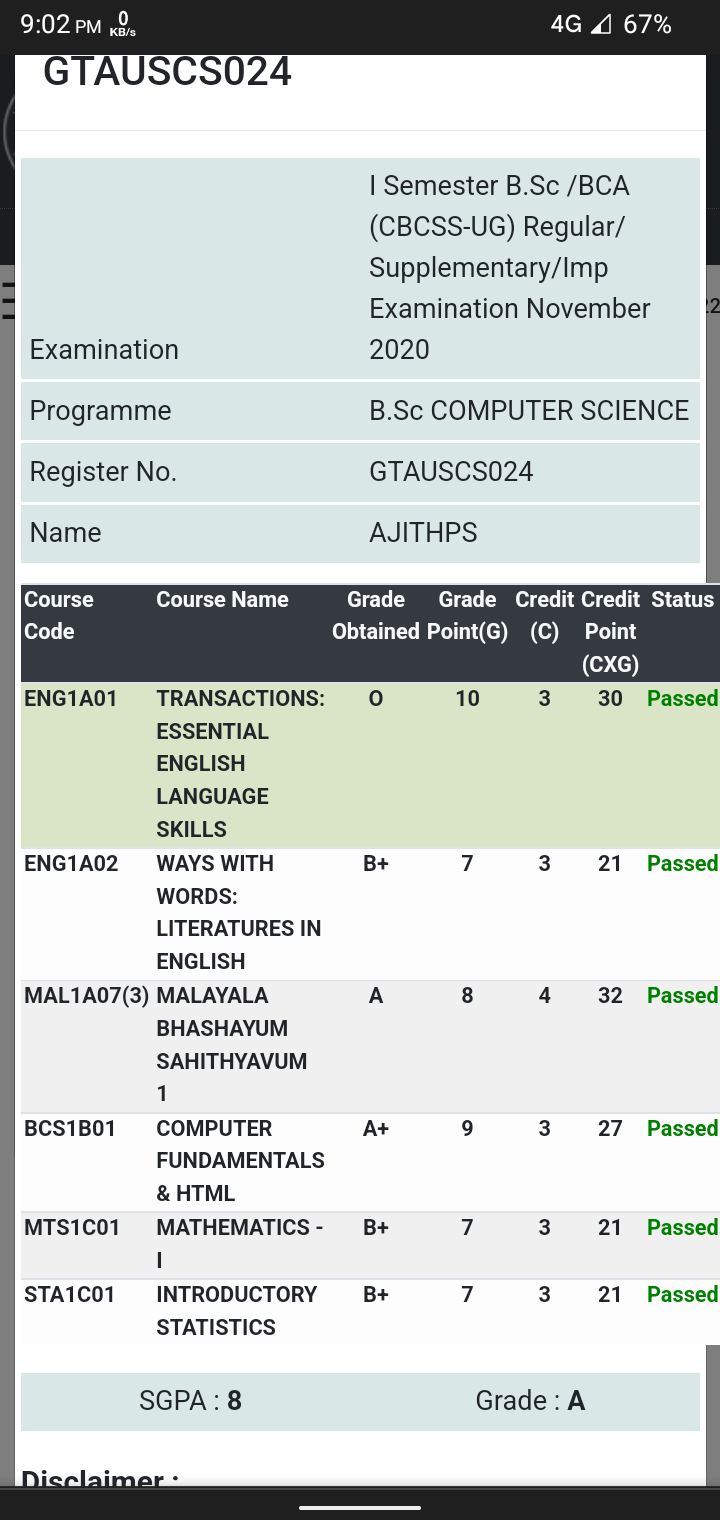 9:02 PM 0 KB/s 4G 67%
GTAUSCS024
I Semester B.Sc /BCA
(CBCSS-UG) Regular/
Supplementary/Imp
Examination November
Examination 2020
22
Programme B.Sc COMPUTER SCIENCE
Register No. GTAUSCS024
Name AJITHPS
Course Course Name Grade Grade Credit Credit Status
Code Obtained Point(G) (C) Point
(CXG)
ENG1A01 TRANSACTIONS: O 10 3 30 Passed
ESSENTIAL
ENGLISH
LANGUAGE
SKILLS
ENG1A02 WAYS WITH B+ 7 3 21 Passed
WORDS:
LITERATURES IN
ENGLISH
MAL1A07(3) MALAYALA A 8 4 32 Passed
BHASHAYUM
SAHITHYAVUM
1
BCS1B01 COMPUTER A+ 9 3 27 Passed
FUNDAMENTALS
& HTML
MTS1C01 MATHEMATICS - B+ 7 3 21 Passed
I
STA1C01 INTRODUCTORY B+ 7 3 21 Passed
STATISTICS
SGPA : 8 Grade : A
Disclaimer :